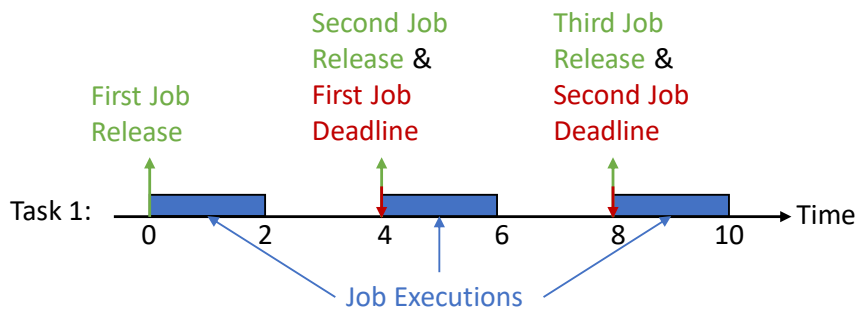 Second Job
Release &
First Job
Deadline
Third Job
Release &
Second Job
Deadline
First Job
Release
Task 1:
Time
0
2
4
6
8
10
Job Executions